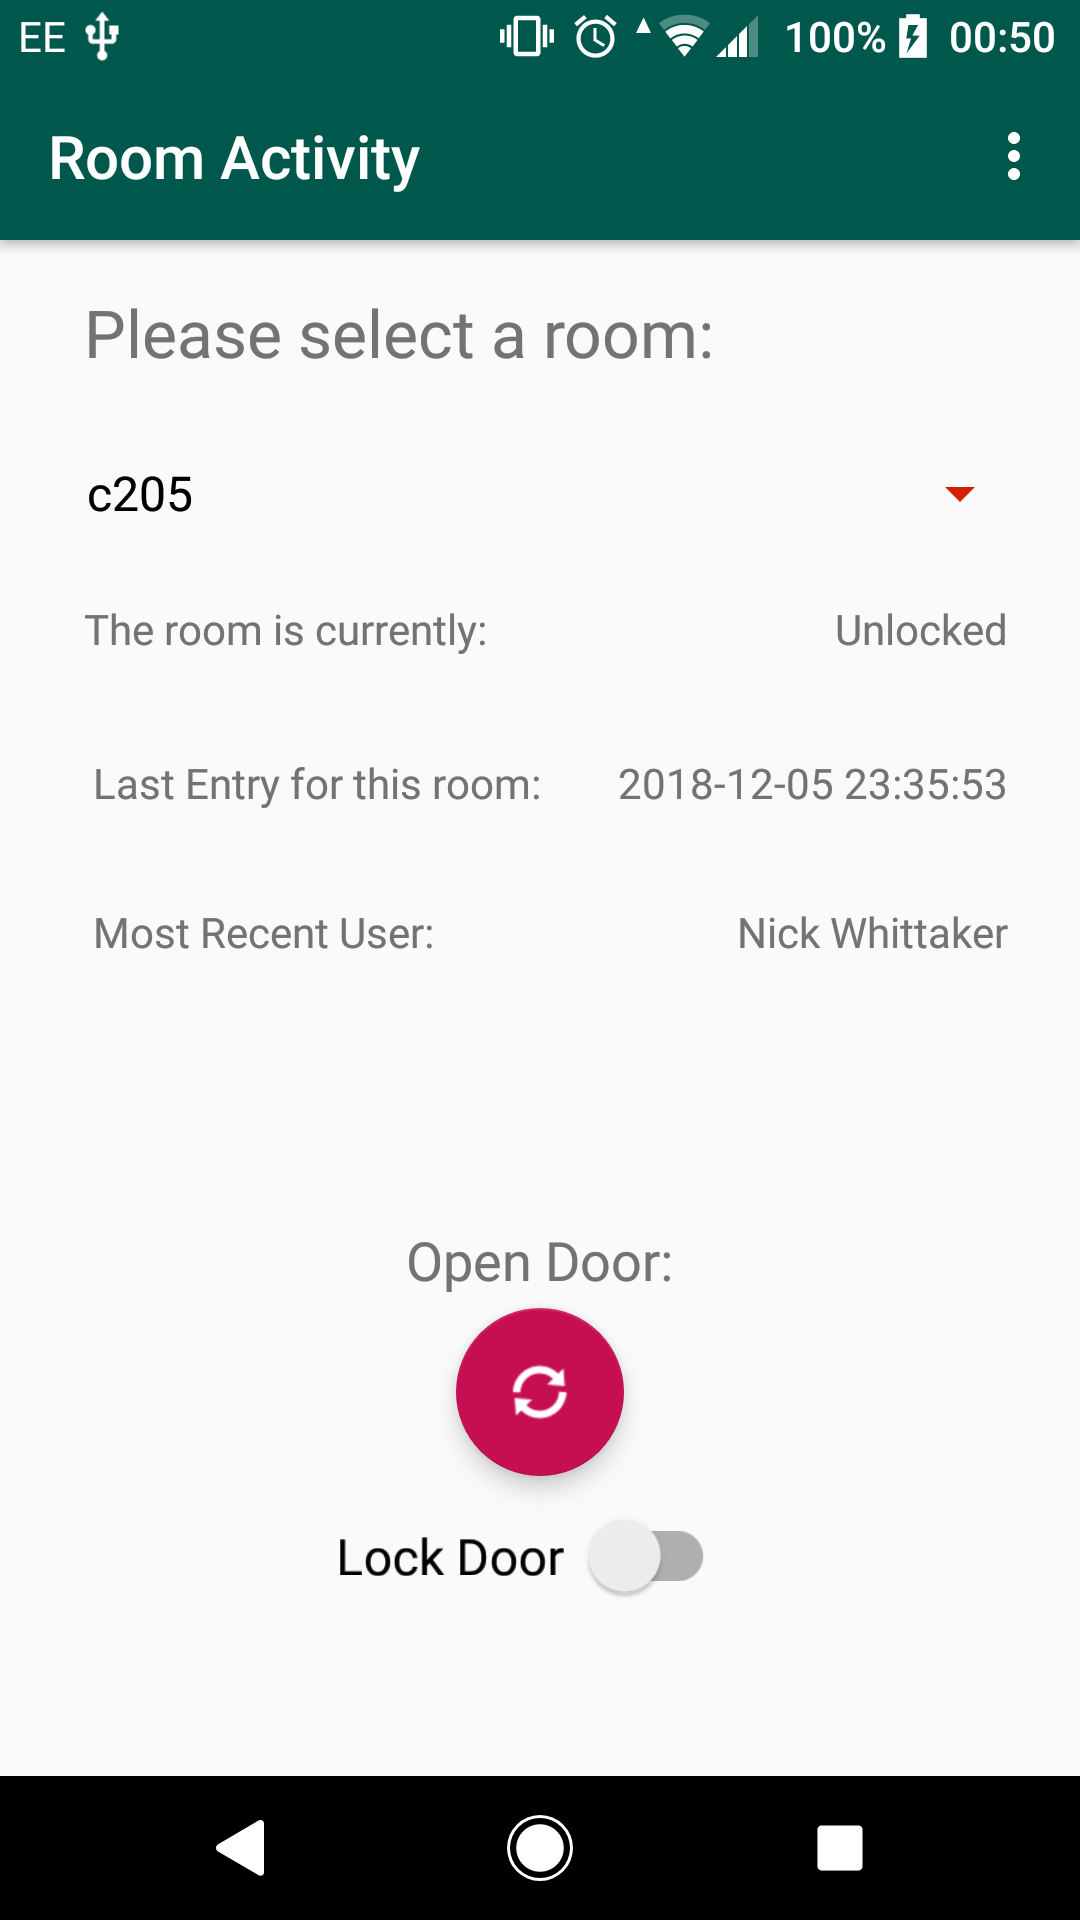 EE 100% 00:50
Room Activity
Please select a room:
c205
The room is currently: Unlocked
Last Entry for this room: 2018-12-05 23:35:53
Most Recent User: Nick Whittaker
Open Door:
Lock Door